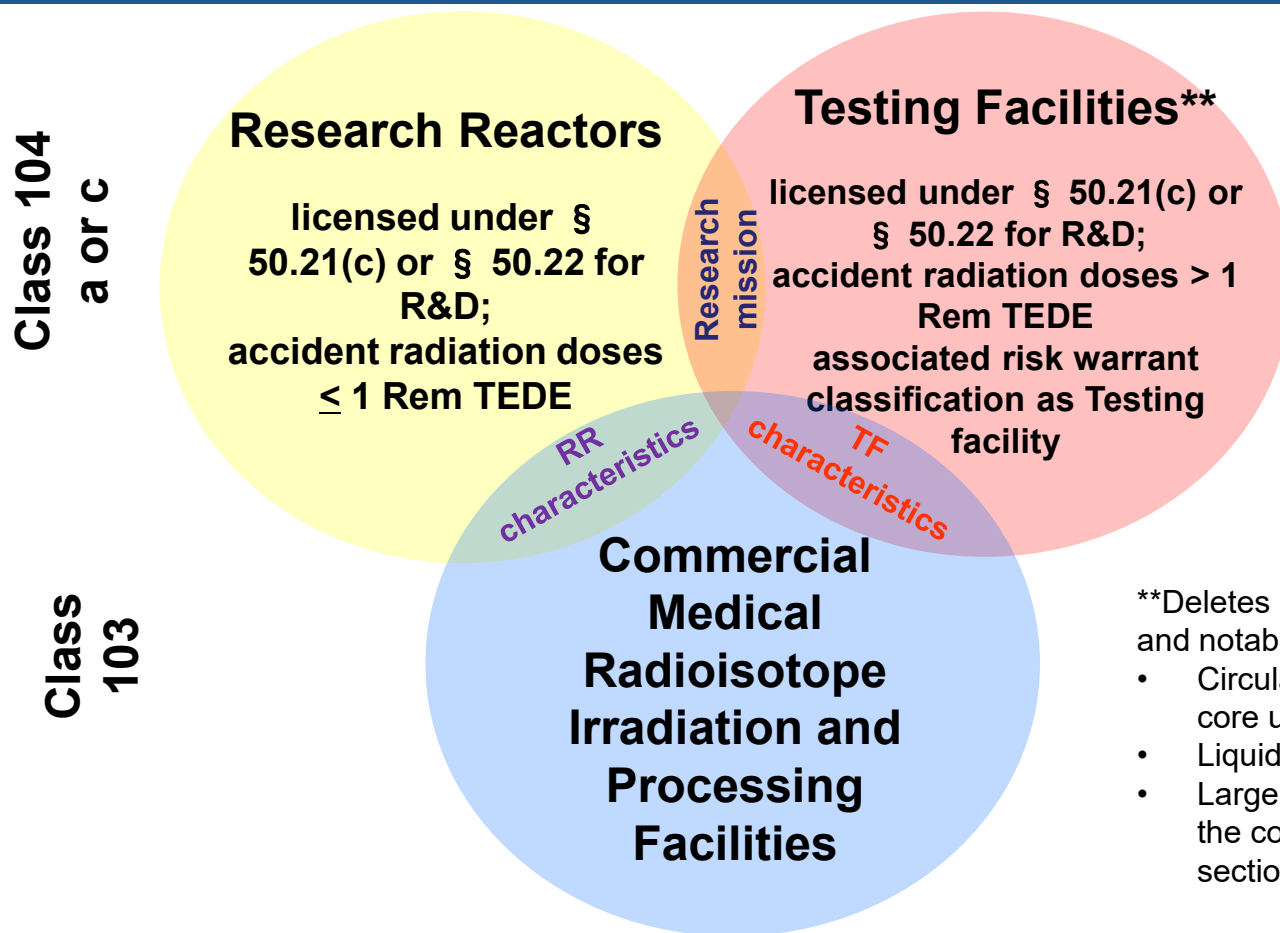 Class 104
a or c
Research Reactors
licensed under §
50.21(c) or § 50.22 for
R&D;
accident radiation doses
≤ 1 Rem TEDE
Research
mission
Testing Facilities**
licensed under § 50.21(c) or
§ 50.22 for R&D;
accident radiation doses > 1
Rem TEDE
associated risk warrant
classification as Testing
facility
RR
characteristics
TF
characteristics
Class
103
Commercial
Medical
Radioisotope
Irradiation and
Processing
Facilities
**Deletes
and
•
core
• Liquid
• Large
the